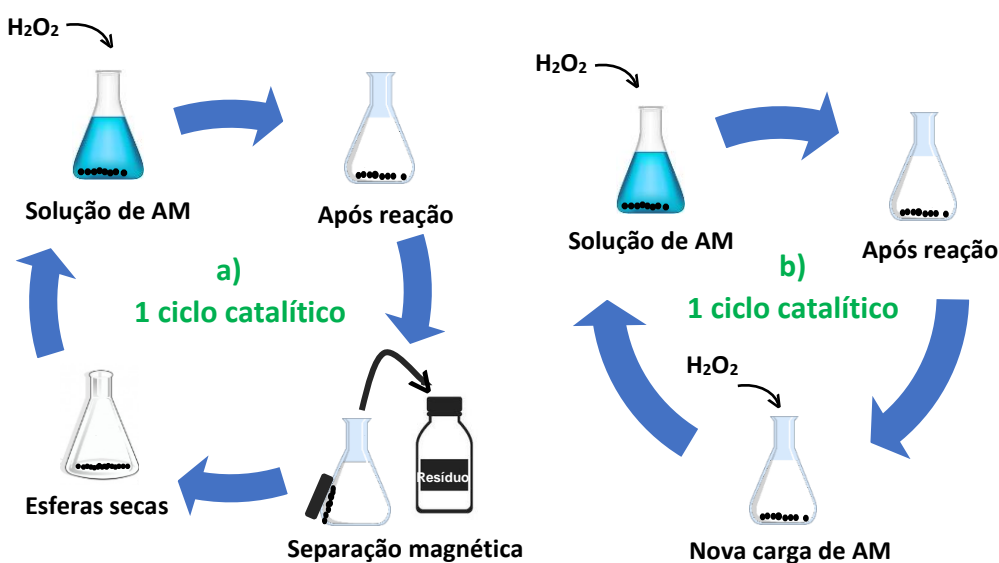 H₂O₂
Solução de AM
Após reação
a)
1 ciclo catalítico
Resíduo
Esferas secas
Separação magnética
H₂O₂
Solução de AM
Após reação
b)
1 ciclo catalítico
H₂O₂
Nova carga de AM